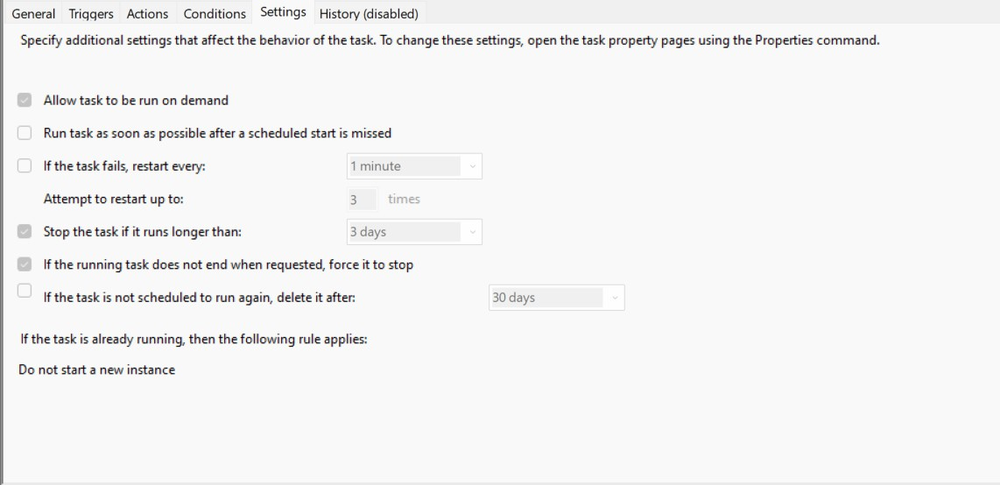 General Triggers Actions Conditions Settings History (disabled)
Specify additional settings that affect the behavior of the task. To change these settings, open the task property pages using the Properties command.
Allow task to be run on demand
Run task as soon as possible after a scheduled start is missed
If the task fails, restart every: 1 minute
Attempt to restart up to: 3 times
Stop the task if it runs longer than: 3 days
If the running task does not end when requested, force it to stop
If the task is not scheduled to run again, delete it after: 30 days
If the task is already running, then the following rule applies:
Do not start a new instance